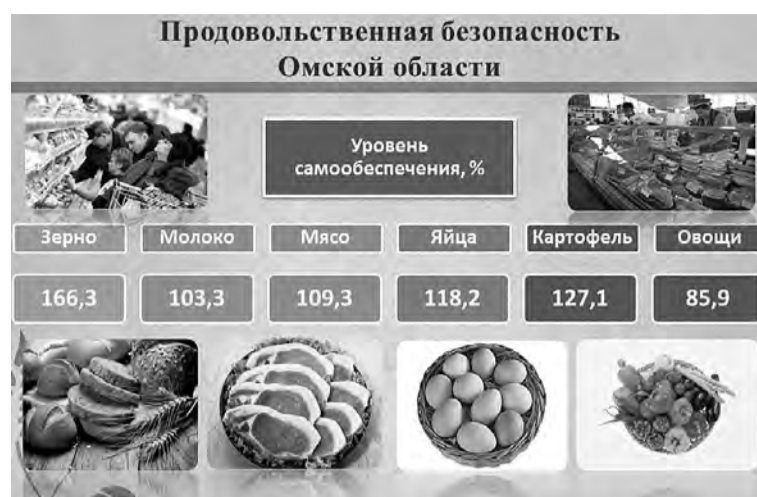 Продовольственная безопасность
Омской области
Уровень
самообеспечения, %
Зерно Молоко Мясо Яйца Картофель Овощи
166,3 103,3 109,3 118,2 127,1 85,9